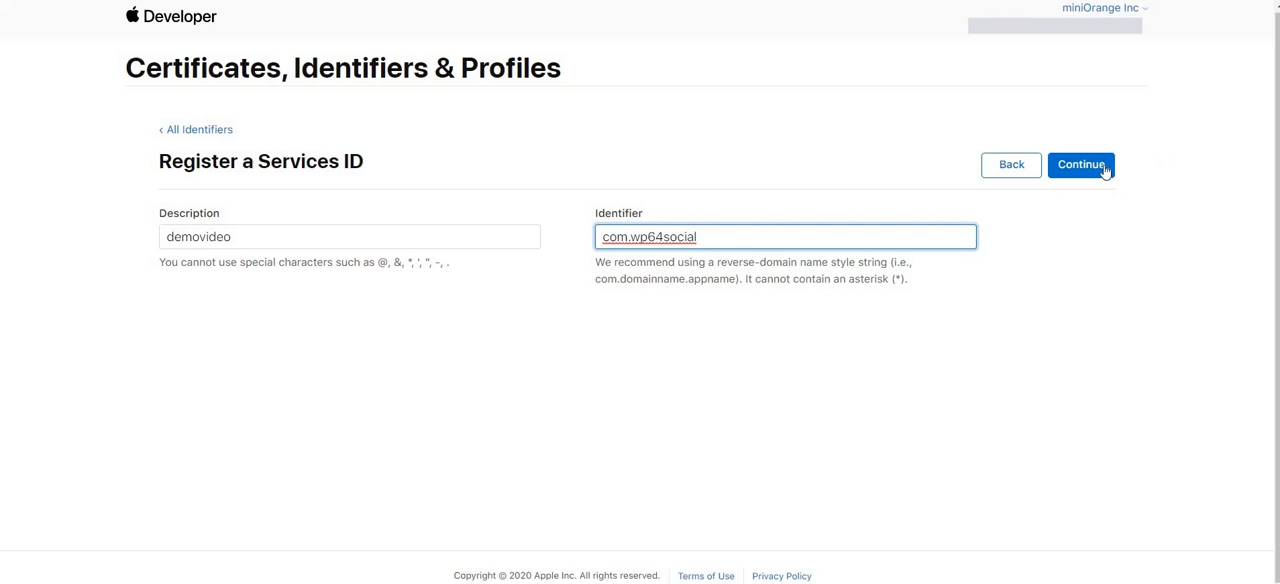 Developer
miniOrange Inc
Certificates, Identifiers & Profiles
‹ All Identifiers
Register a Services ID
Back
Continue
Description
Identifier
demovideo
com.wp64social
You cannot use special characters such as @, &, *, ', ", -, .
We recommend using a reverse-domain name style string (i.e.,
com.domainname.appname). It cannot contain an asterisk (*).
Copyright © 2020 Apple Inc. All rights reserved.
Terms of Use
Privacy Policy